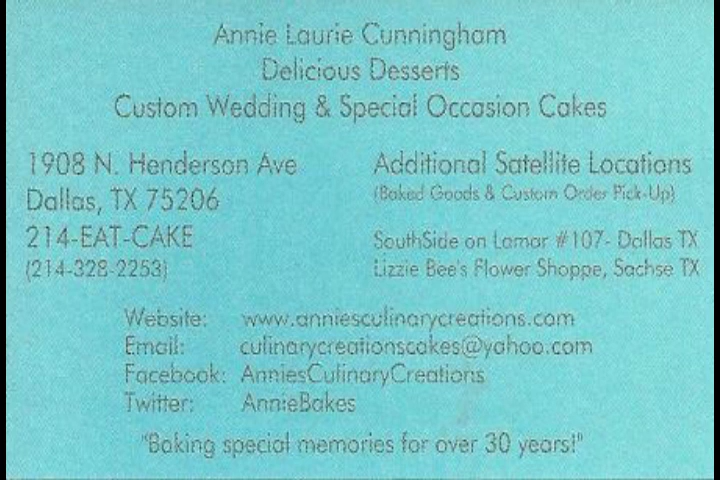 Annie Laurie Cunningham
Delicious Desserts
Custom Wedding & Special Occasion Cakes
1908 N. Henderson Ave
Dallas, TX 75206
214-EAT-CAKE
(214-328-2253)
Additional Satellite Locations
(Baked Goods & Custom Order Pick-Up)
SouthSide on Lamar #107- Dallas TX
Lizzie Bee's Flower Shoppe, Sachse TX
Website: www.anniesculinarycreations.com
Email: culinarycreationscakes@yahoo.com
Facebook: AnniesCulinaryCreations
Twitter: AnnieBakes
"Baking special memories for over 30 years!"